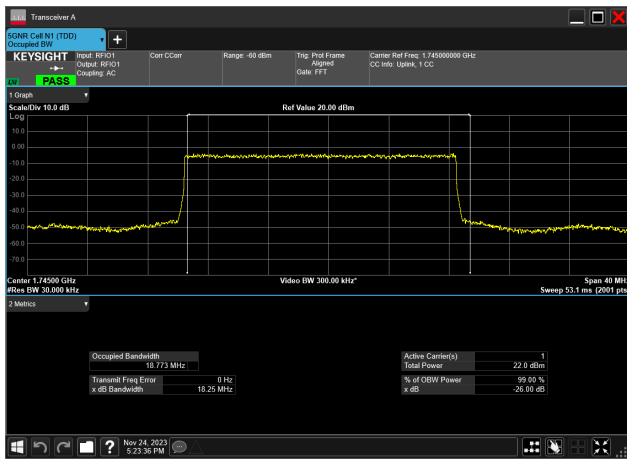 Transceiver A
5GNR Cell N1 (TDD)
Occupied BW
+
KEYSIGHT
Input: RFIO1
Output: RFIO1
Coupling: AC
Corr CCorr
Range: -60 dBm
Trig: Prot Frame
Aligned
Gate: FFT
Carrier Ref Freq: 1.745000000 GHz
CC Info: Uplink, 1 CC
LXI PASS
1 Graph
Scale/Div 10.0 dB
Ref Value 20.00 dBm
Log
10.0
0.00
-10.0
-20.0
-30.0
-40.0
-50.0
-60.0
-70.0
Center 1.74500 GHz
Video BW 300.00 kHz*
Span 40 MHz
#Res BW 30.000 kHz
Sweep 53.1 ms (2001 pts
2 Metrics
Occupied Bandwidth
18.773 MHz
Active Carrier(s) 1
Total Power 22.0 dBm
Transmit Freq Error 0 Hz
x dB Bandwidth 18.25 MHz
% of OBW Power 99.00 %
x dB -26.00 dB
?
Nov 24, 2023
5:23:36 PM